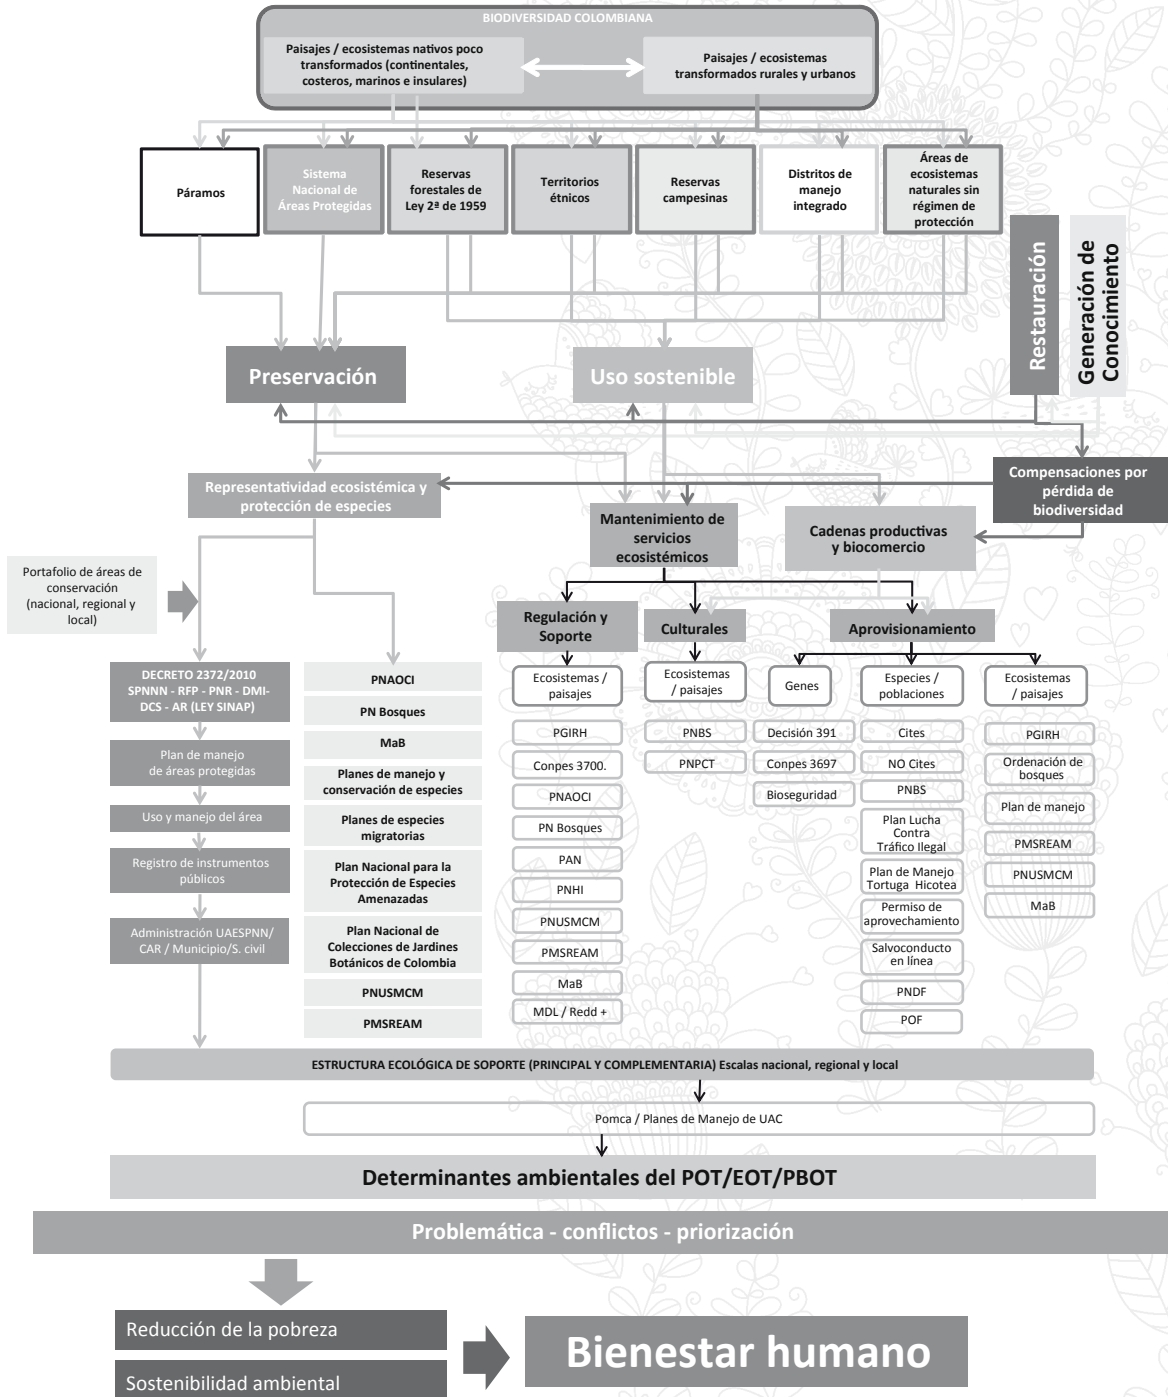 BIODIVERSIDAD COLOMBIANA
Paisajes / ecosistemas nativos poco
transformados (continentales,
costeros, marinos e insulares)
Paisajes / ecosistemas
transformados rurales y urbanos
Páramos
Sistema
Nacional de
Áreas Protegidas
Reservas
forestales de
Ley 2ª de 1959
Territorios
étnicos
Reservas
campesinas
Distritos de
manejo
integrado
Áreas de
ecosistemas
naturales sin
régimen de
protección
Restauración
Generación de
Conocimiento
Preservación
Uso sostenible
Representatividad ecosistémica y
protección de especies
Mantenimiento de
servicios
ecosistémicos
Cadenas productivas
y biocomercio
Compensaciones por
pérdida de
biodiversidad
Portafolio de áreas de
conservación
(nacional, regional y
local)
Regulación y
Soporte
Culturales
Aprovisionamiento
DECRETO 2372/2010
SPNNN - RFP - PNR - DMI-
DCS - AR (LEY SINAP)
Plan de manejo
de áreas protegidas
Uso y manejo del área
Registro de instrumentos
públicos
Administración UAESPNN/
CAR / Municipio/S. civil
PNAOCI
PN Bosques
MaB
Planes de manejo y
conservación de especies
Planes de especies
migratorias
Plan Nacional para la
Protección de Especies
Amenazadas
Plan Nacional de
Colecciones de Jardines
Botánicos de Colombia
PNUSMCM
PMSREAM
Ecosistemas /
paisajes
PGIRH
Conpes 3700.
PNAOCI
PN Bosques
PAN
PNHI
PNUSMCM
PMSREAM
MaB
MDL / Redd +
Ecosistemas
/ paisajes
PNBS
PNPCT
Genes
Decisión 391
Conpes 3697
Bioseguridad
Especies /
poblaciones
Cites
NO Cites
PNBS
Plan Lucha
Contra
Tráfico Ilegal
Plan de Manejo
Tortuga Hicotea
Permiso de
aprovechamiento
Salvoconducto
en línea
PNDF
POF
Ecosistemas
/ paisajes
PGIRH
Ordenación de
bosques
Plan de manejo
PMSREAM
PNUSMCM
MaB
ESTRUCTURA ECOLÓGICA DE SOPORTE (PRINCIPAL Y COMPLEMENTARIA) Escalas nacional, regional y local
Pomca / Planes de Manejo de UAC
Determinantes ambientales del POT/EOT/PBOT
Problemática - conflictos - priorización
Reducción de la pobreza
Sostenibilidad ambiental
Bienestar humano